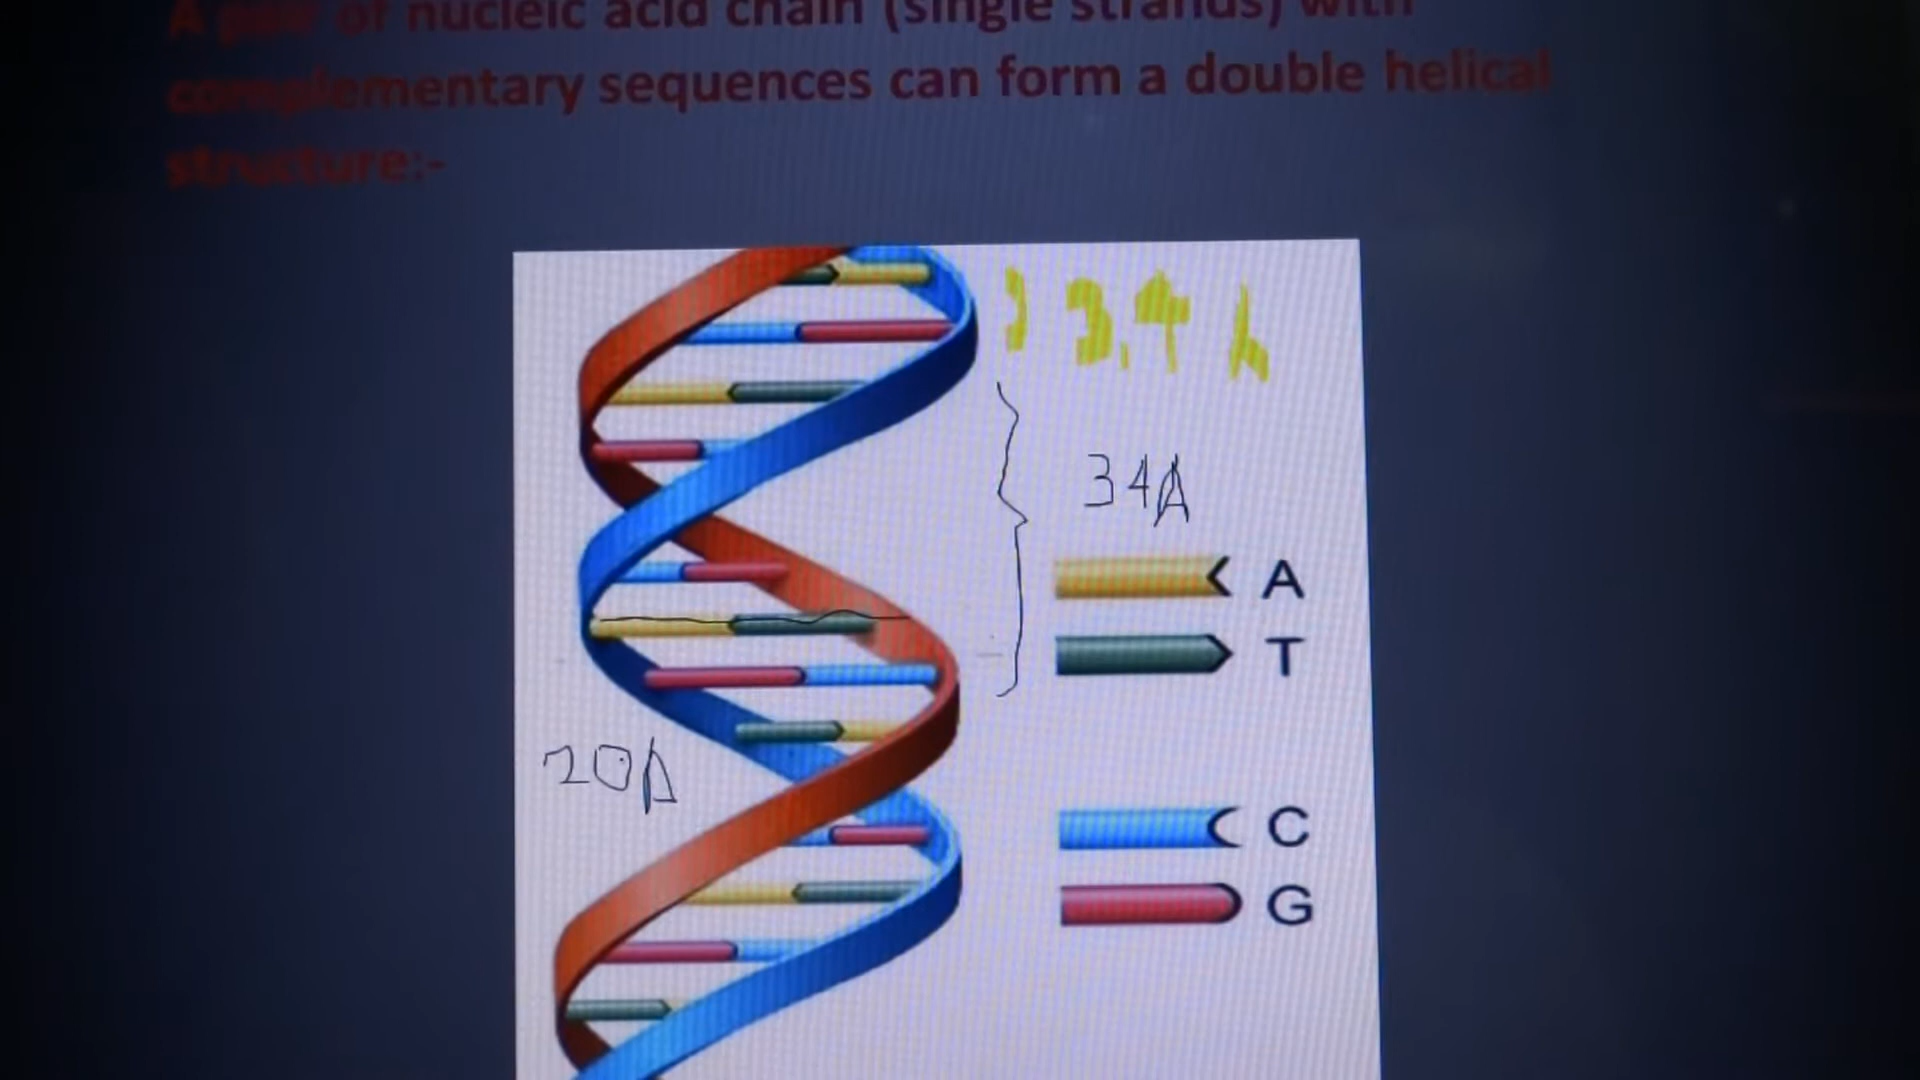 A pair of nucleic acid chain (single strands) with
complementary sequences can form a double helical
structure:-
3.4 A
34A
A
T
20A
C
G